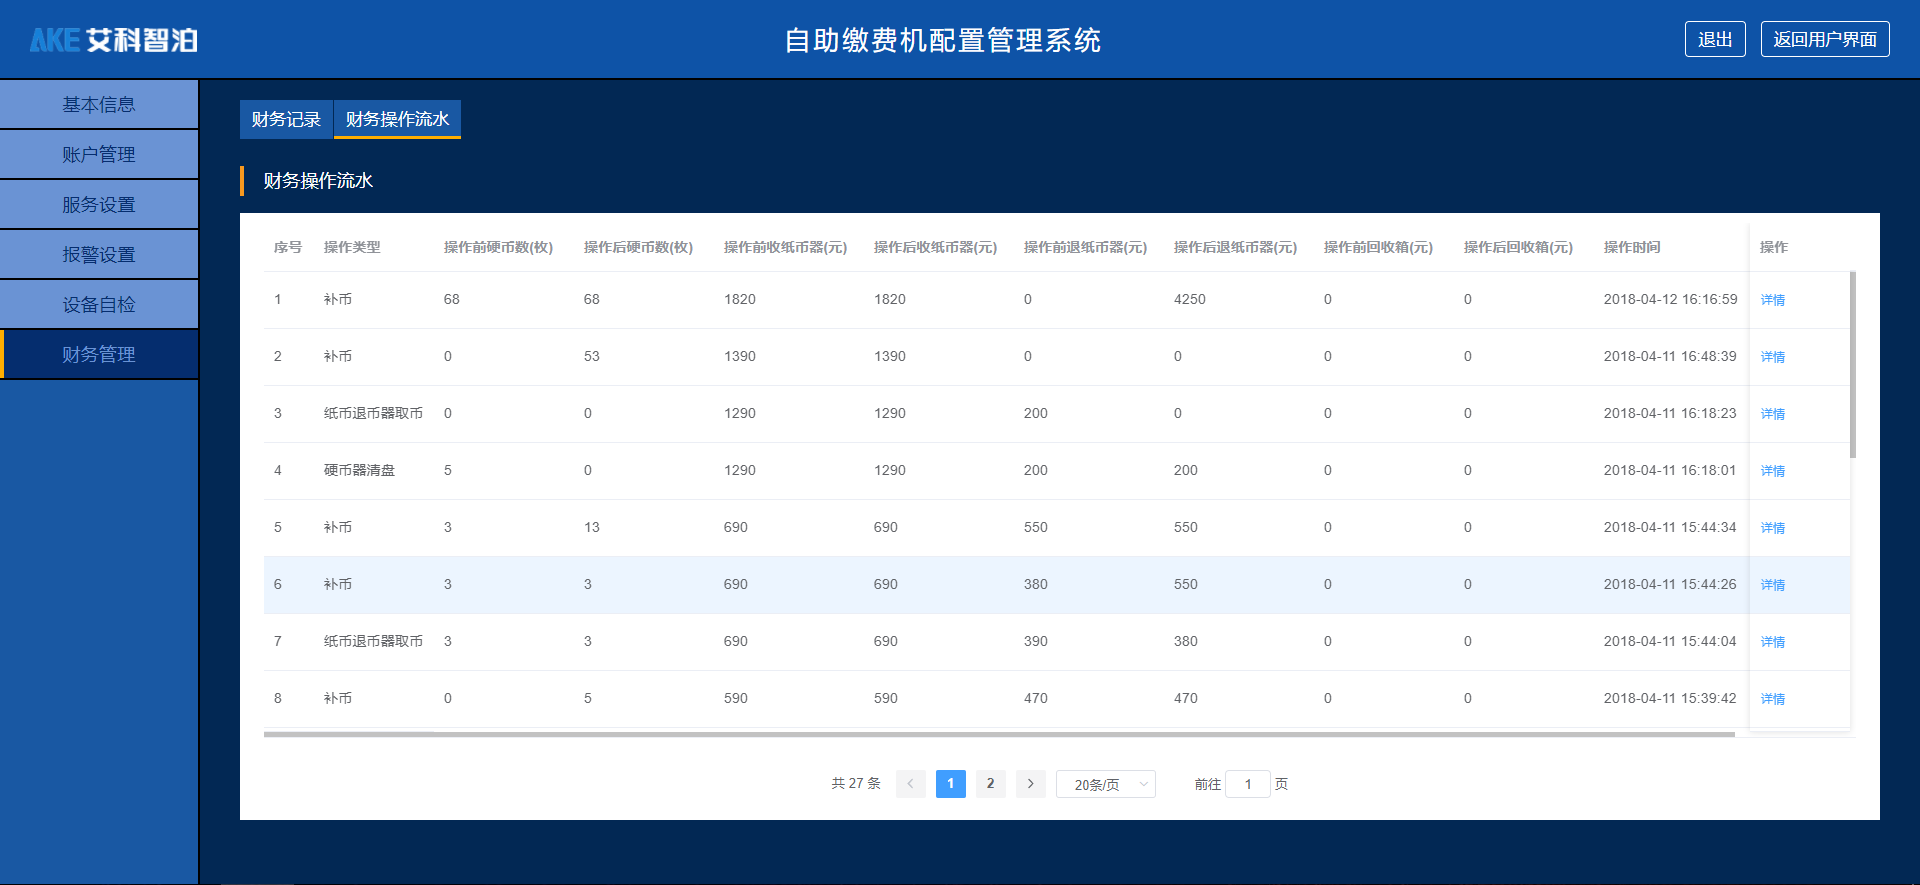 AKE 艾科智泊
自助缴费机配置管理系统
退出 返回用户界面
基本信息
账户管理
服务设置
报警设置
设备自检
财务管理
财务记录 财务操作流水
财务操作流水
序号 操作类型 操作前硬币数(枚) 操作后硬币数(枚) 操作前收纸币器(元) 操作后收纸币器(元) 操作前退纸币器(元) 操作后退纸币器(元) 操作前回收箱(元) 操作后回收箱(元) 操作时间 操作
1 补币 68 68 1820 1820 0 4250 0 0 2018-04-12 16:16:59 详情
2 补币 0 53 1390 1390 0 0 0 0 2018-04-11 16:48:39 详情
3 纸币退币器取币 0 0 1290 1290 200 0 0 0 2018-04-11 16:18:23 详情
4 硬币器清盘 5 0 1290 1290 200 200 0 0 2018-04-11 16:18:01 详情
5 补币 3 13 690 690 550 550 0 0 2018-04-11 15:44:34 详情
6 补币 3 3 690 690 380 550 0 0 2018-04-11 15:44:26 详情
7 纸币退币器取币 3 3 690 690 390 380 0 0 2018-04-11 15:44:04 详情
8 补币 0 5 590 590 470 470 0 0 2018-04-11 15:39:42 详情
共 27 条 1 2 20条/页 前往 1 页